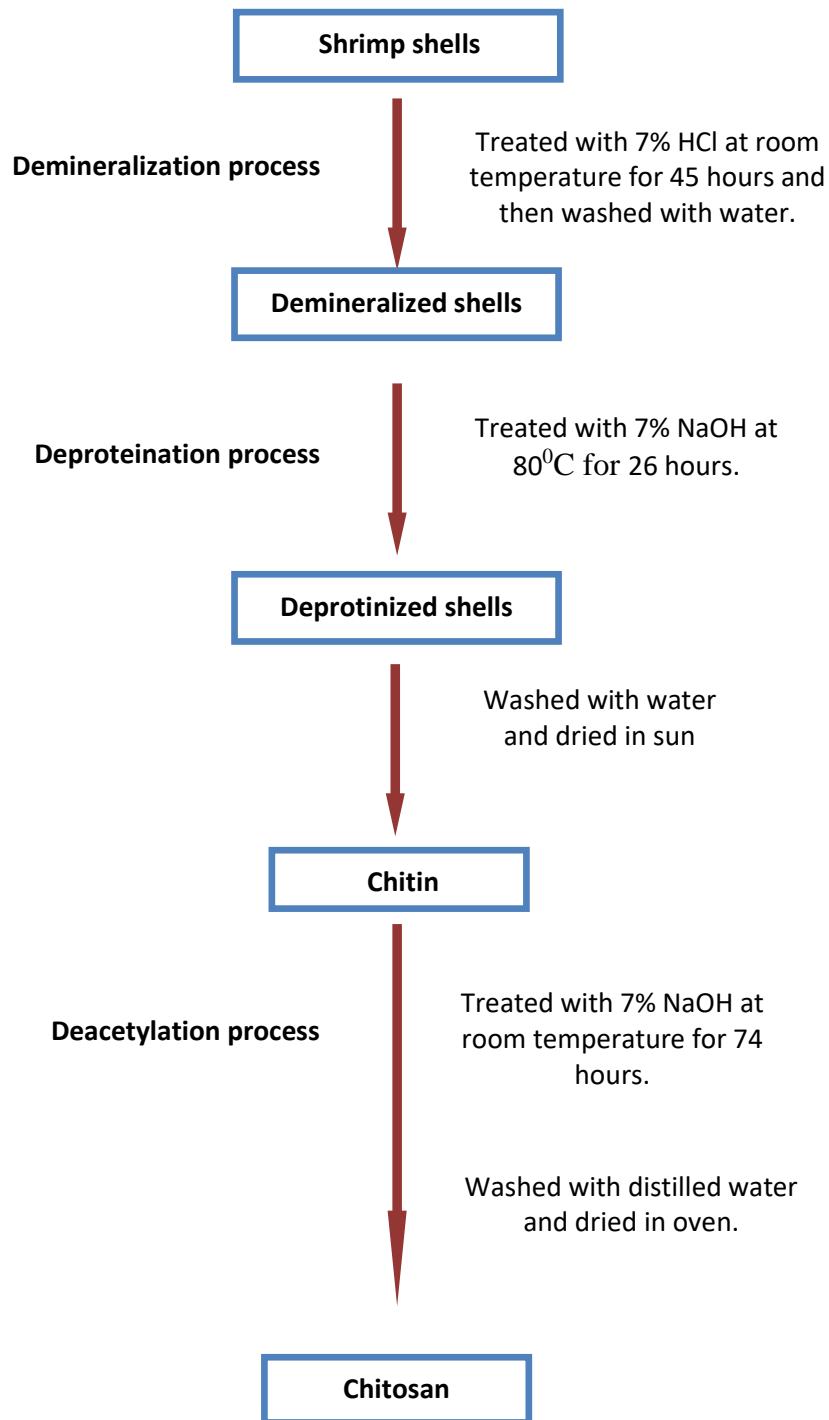 Shrimp shells
Demineralization process
Treated with 7% HCl at room
temperature for 45 hours and
then washed with water.
Demineralized shells
Deproteination process
Treated with 7% NaOH at
80⁰C for 26 hours.
Deprotinized shells
Washed with water
and dried in sun
Chitin
Deacetylation process
Treated with 7% NaOH at
room temperature for 74
hours.
Washed with distilled water
and dried in oven.
Chitosan